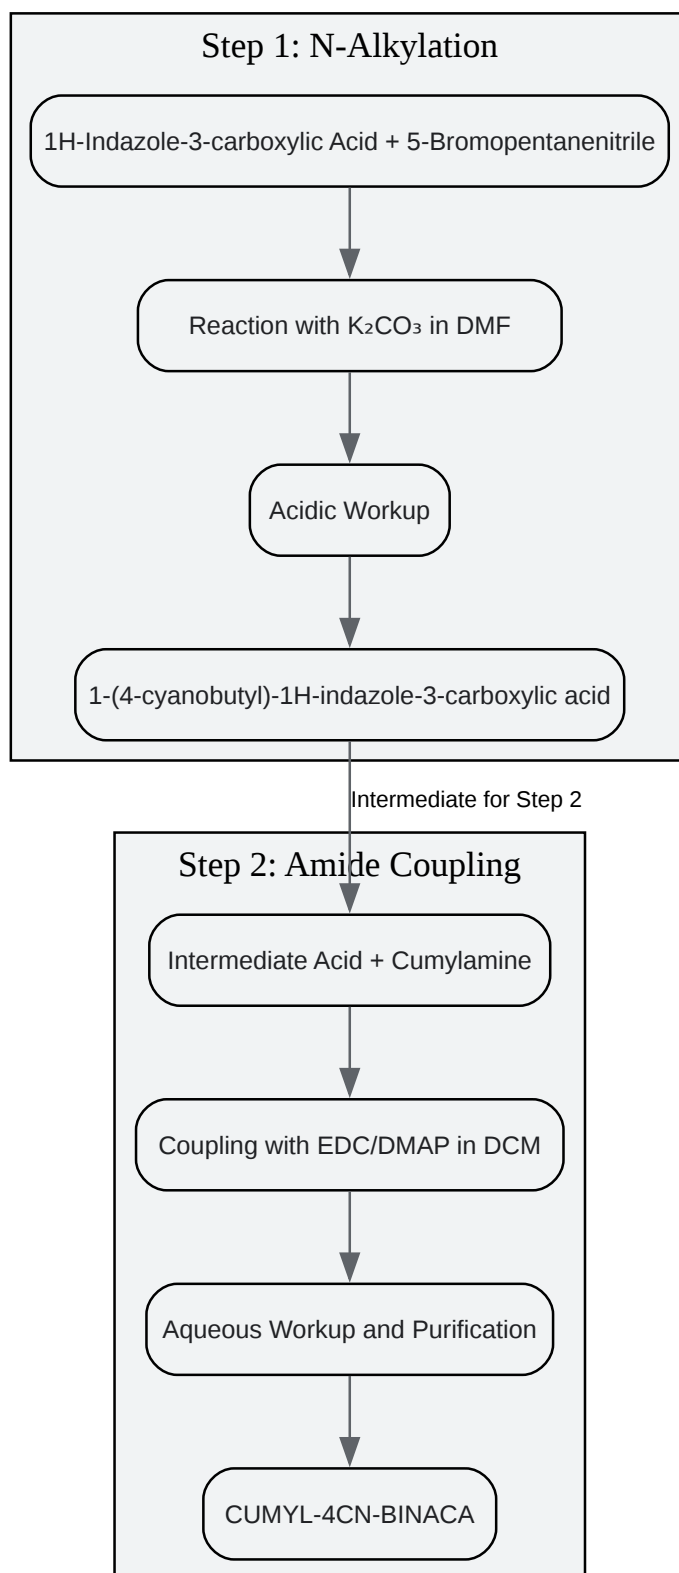 Step 1: N-Alkylation
1H-Indazole-3-carboxylic Acid + 5-Bromopentanenitrile
Reaction with K₂CO₃ in DMF
Acidic Workup
1-(4-cyanobutyl)-1H-indazole-3-carboxylic acid
Intermediate for Step 2
Step 2: Amide Coupling
Intermediate Acid + Cumylamine
Coupling with EDC/DMAP in DCM
Aqueous Workup and Purification
CUMYL-4CN-BINACA